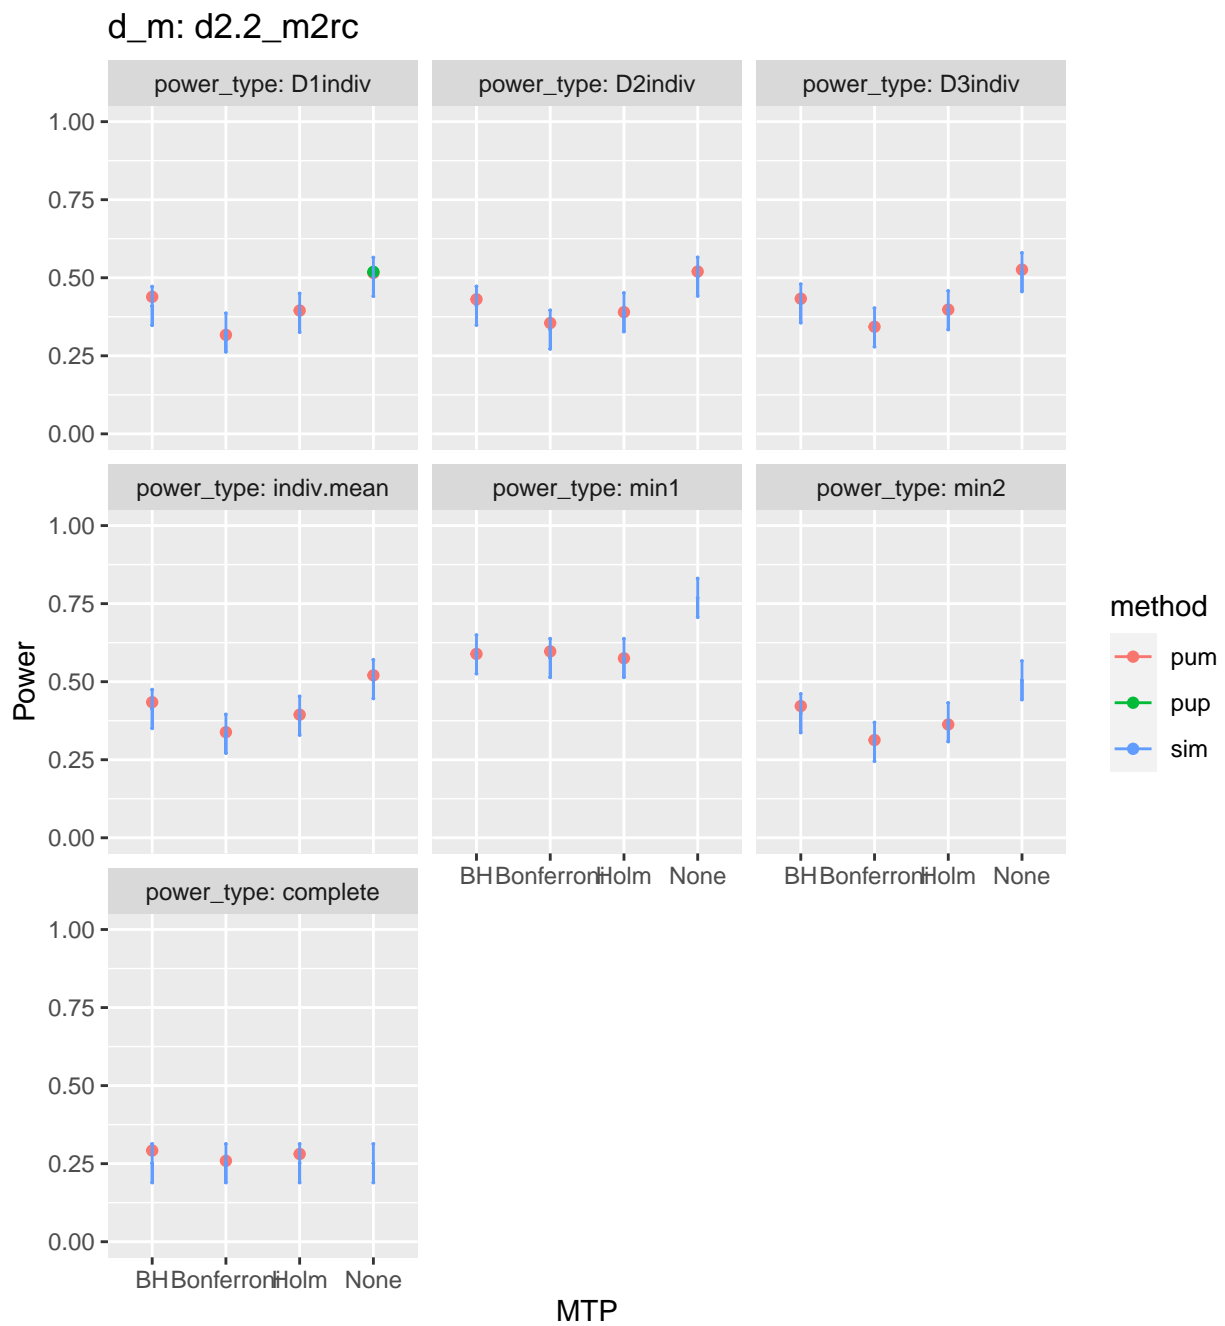 d_m: d2.2_m2rc
power_type: D1indiv
power_type: D2indiv
power_type: D3indiv
1.00
0.75
0.50
0.25
0.00
power_type: indiv.mean
power_type: min1
power_type: min2
1.00
0.75
0.50
0.25
0.00
BH
Bonferroni
Holm
None
BH
Bonferroni
Holm
None
power_type: complete
1.00
0.75
0.50
0.25
0.00
BH
Bonferroni
Holm
None
Power
MTP
method
pum
pup
sim